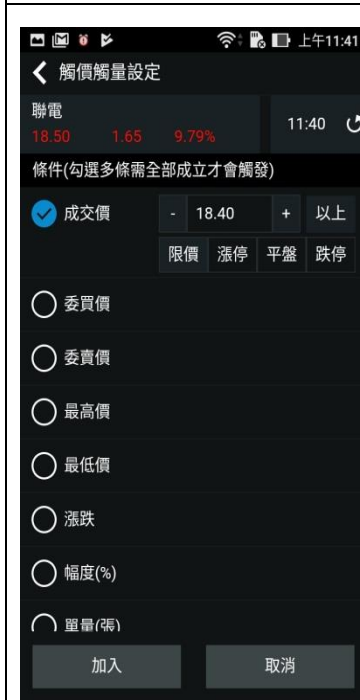 上午11:41
觸價觸量設定
聯電
18.50 1.65 9.79%
11:40
條件(勾選多條需全部成立才會觸發)
成交價 - 18.40 + 以上
限價 漲停 平盤 跌停
委買價
委賣價
最高價
最低價
漲跌
幅度(%)
單量(張)
加入 取消